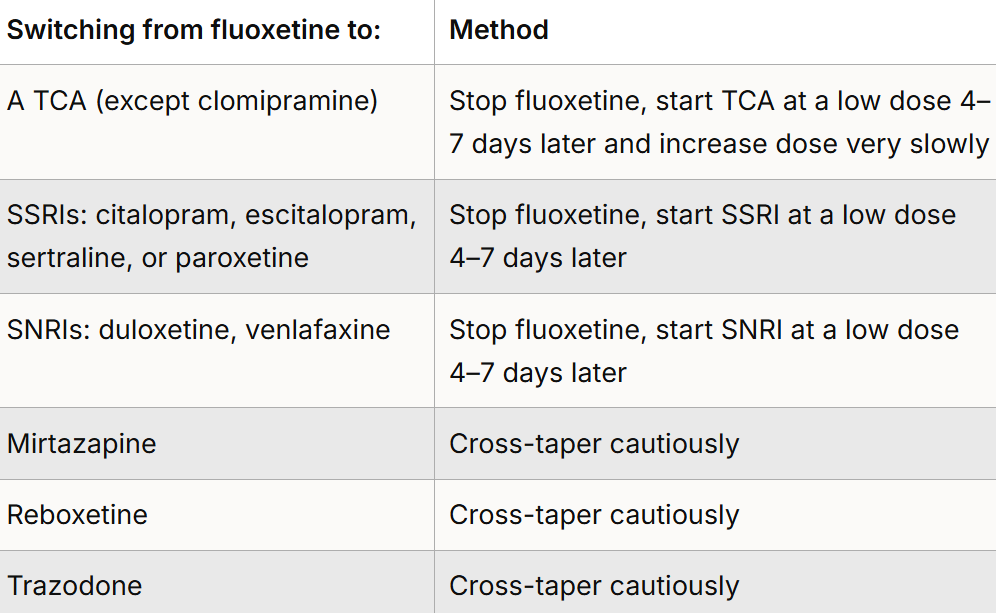 Switching from fluoxetine to:
Method
A TCA (except clomipramine)
Stop fluoxetine, start TCA at a low dose 4–
7 days later and increase dose very slowly
SSRIs: citalopram, escitalopram,
sertraline, or paroxetine
Stop fluoxetine, start SSRI at a low dose
4–7 days later
SNRIs: duloxetine, venlafaxine
Stop fluoxetine, start SNRI at a low dose
4–7 days later
Mirtazapine
Cross-taper cautiously
Reboxetine
Cross-taper cautiously
Trazodone
Cross-taper cautiously